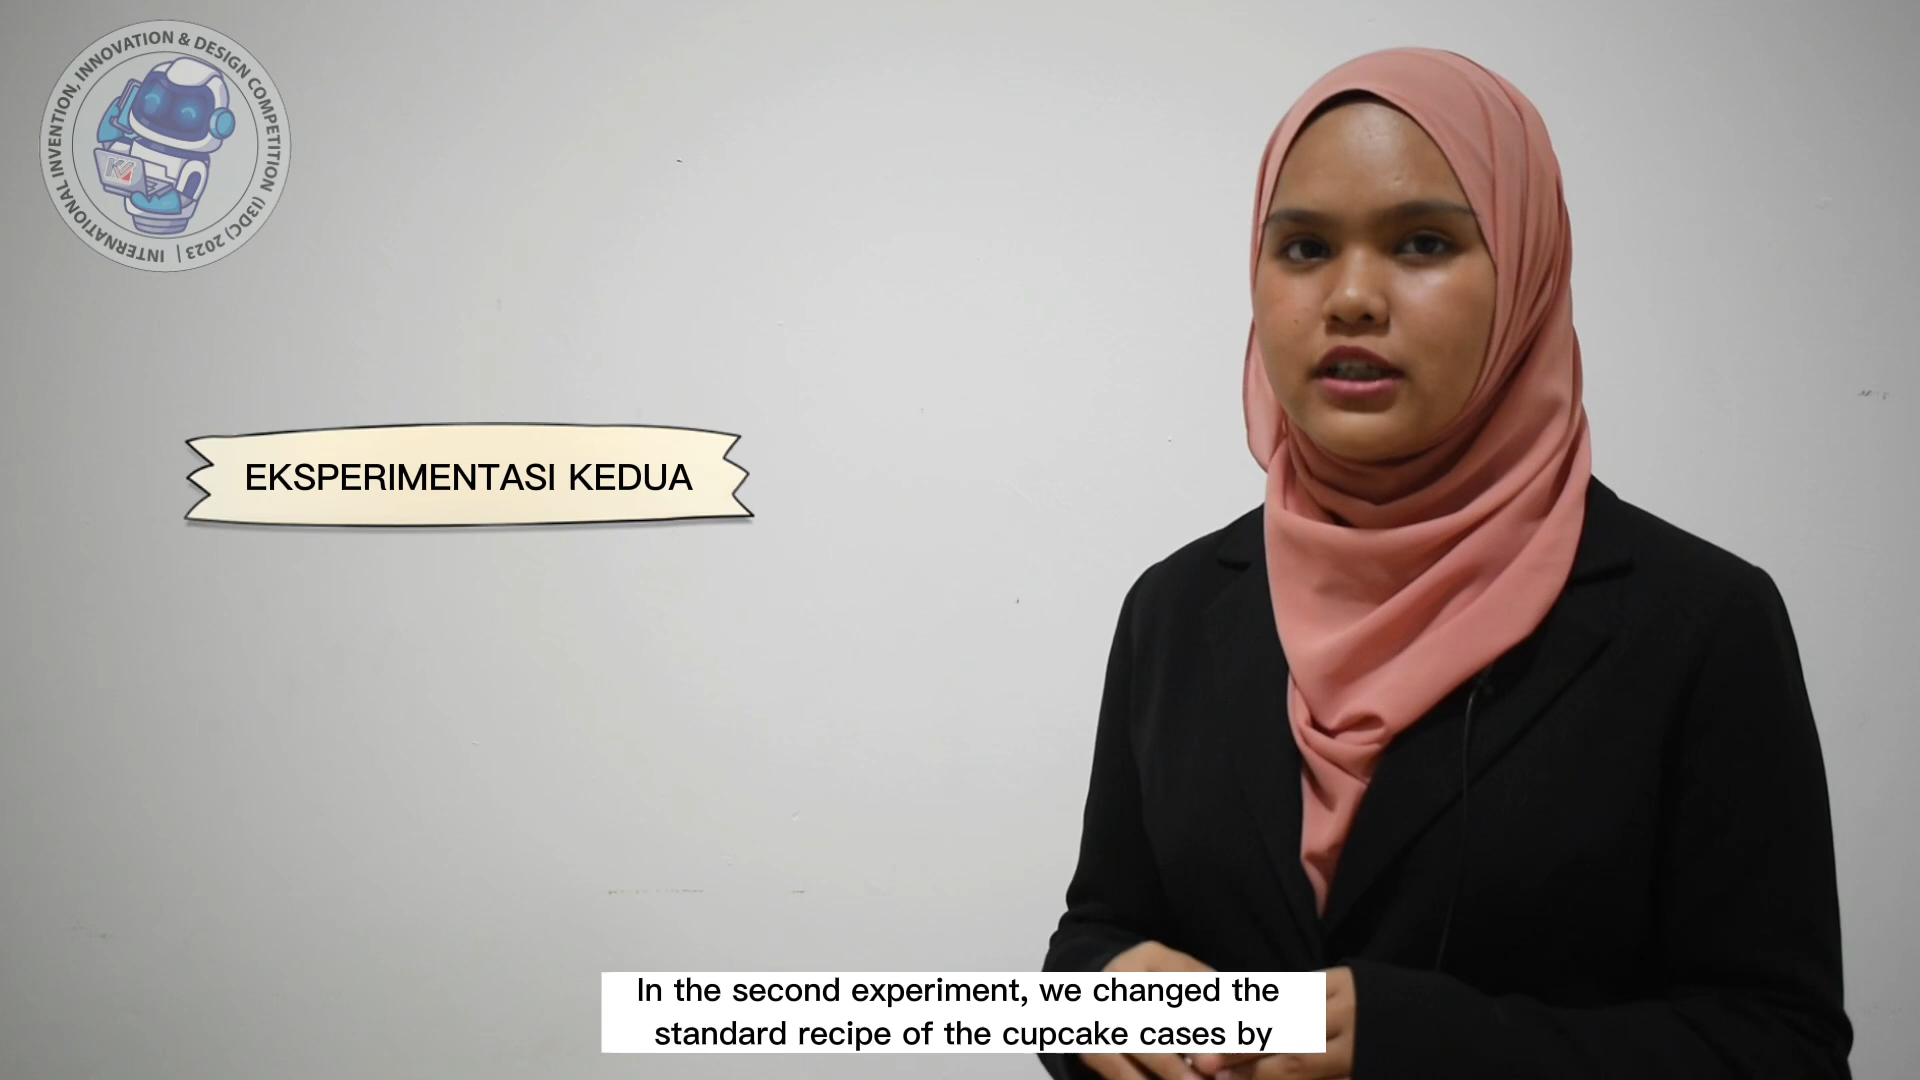 INTERNATIONAL INVENTION, INNOVATION & DESIGN COMPETITION (I3DC) 2023 |
EKSPERIMENTASI KEDUA
In the second experiment, we changed the
standard recipe of the cupcake cases by